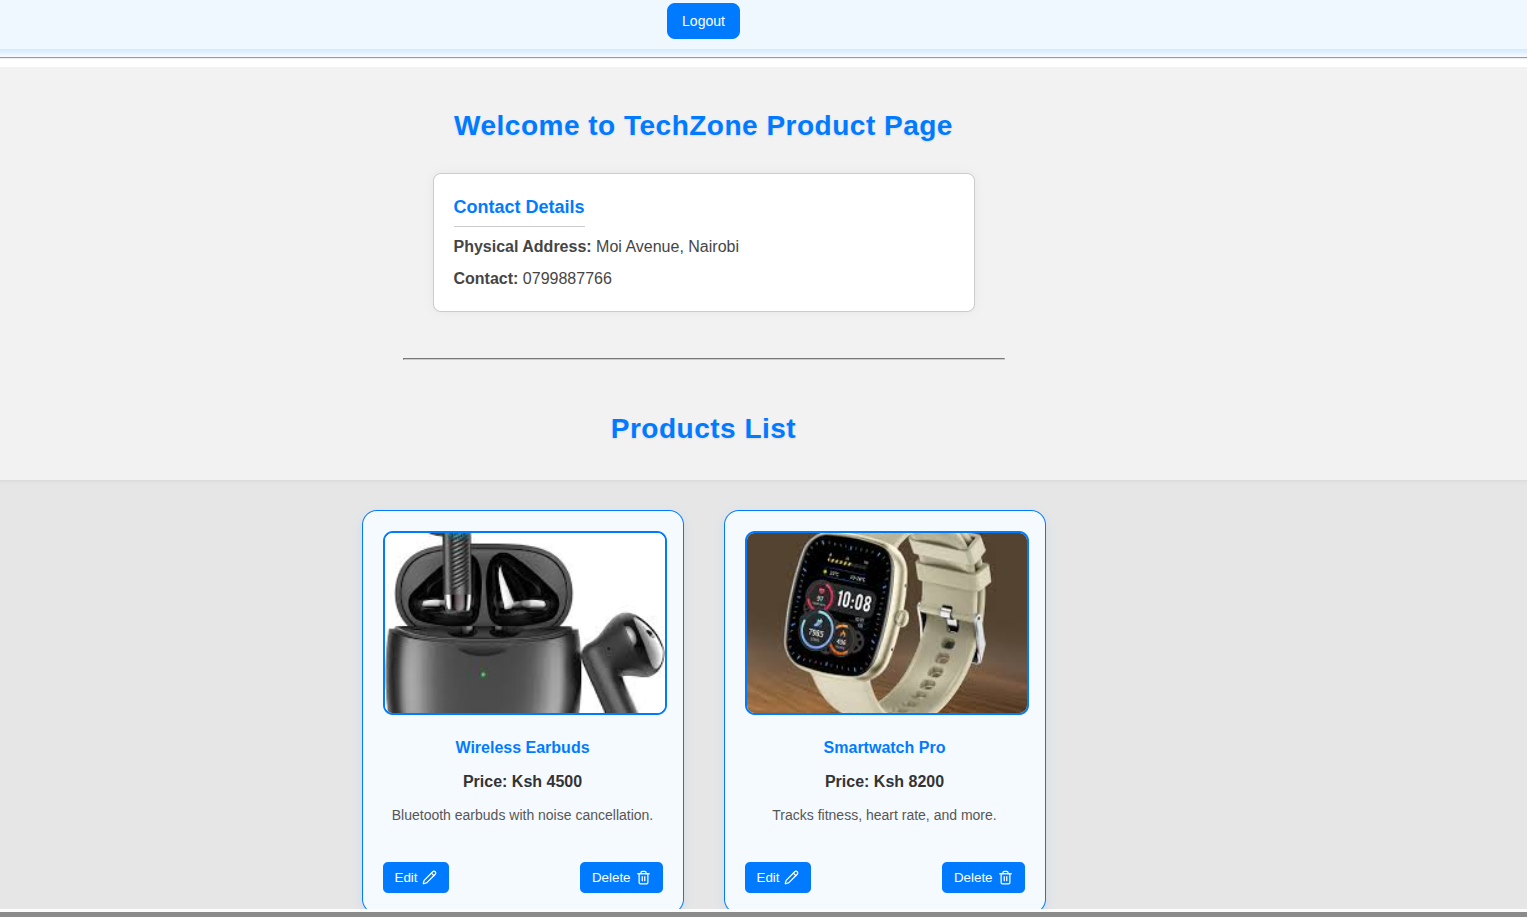 Logout
Welcome to TechZone Product Page
Contact Details
Physical Address: Moi Avenue, Nairobi
Contact: 0799887766
Products List
10:08
7985
Wireless Earbuds
Smartwatch Pro
Price: Ksh 4500
Price: Ksh 8200
Bluetooth earbuds with noise cancellation.
Tracks fitness, heart rate, and more.
Edit
Delete
Edit
Delete